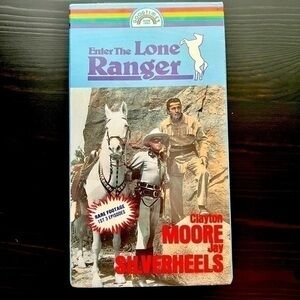 Enter The Lone
Ranger
RARE FOOTAGE
1ST 3 EPISODES
Clayton
MOORE
Jay
SILVERHEELS